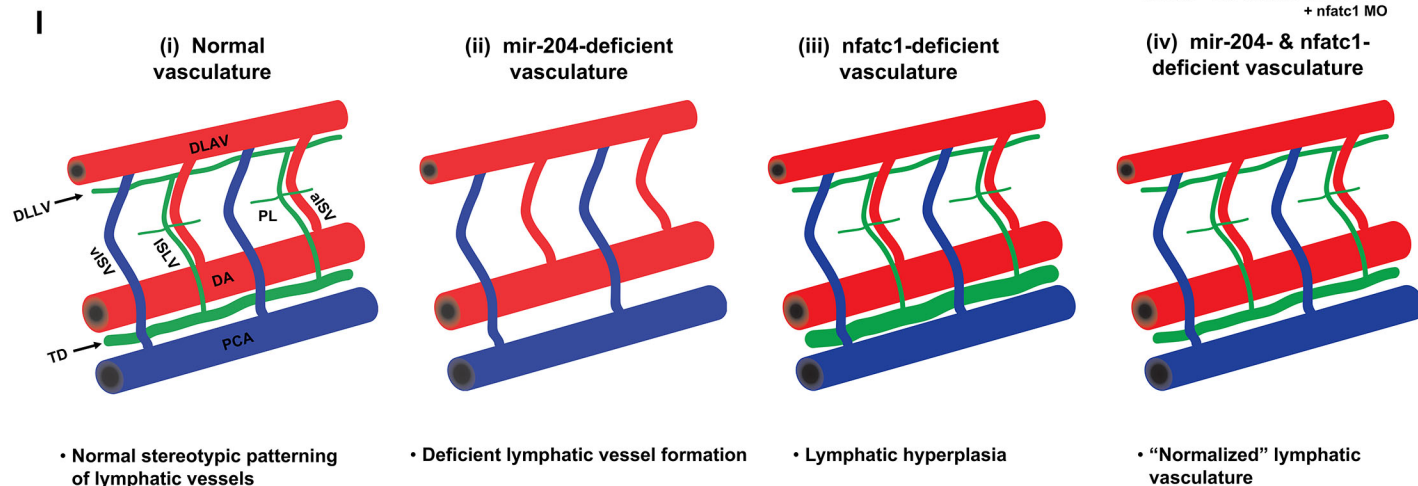 + nfatc1 MO
I
(i) Normal
vasculature
(ii) mir-204-deficient
vasculature
(iii) nfatc1-deficient
vasculature
(iv) mir-204- & nfatc1-
deficient vasculature
DLAV
DLLV
vISV
ISLV
PL
aISV
DA
TD
PCA
• Normal stereotypic patterning
of lymphatic vessels
• Deficient lymphatic vessel formation
• Lymphatic hyperplasia
• “Normalized” lymphatic
vasculature